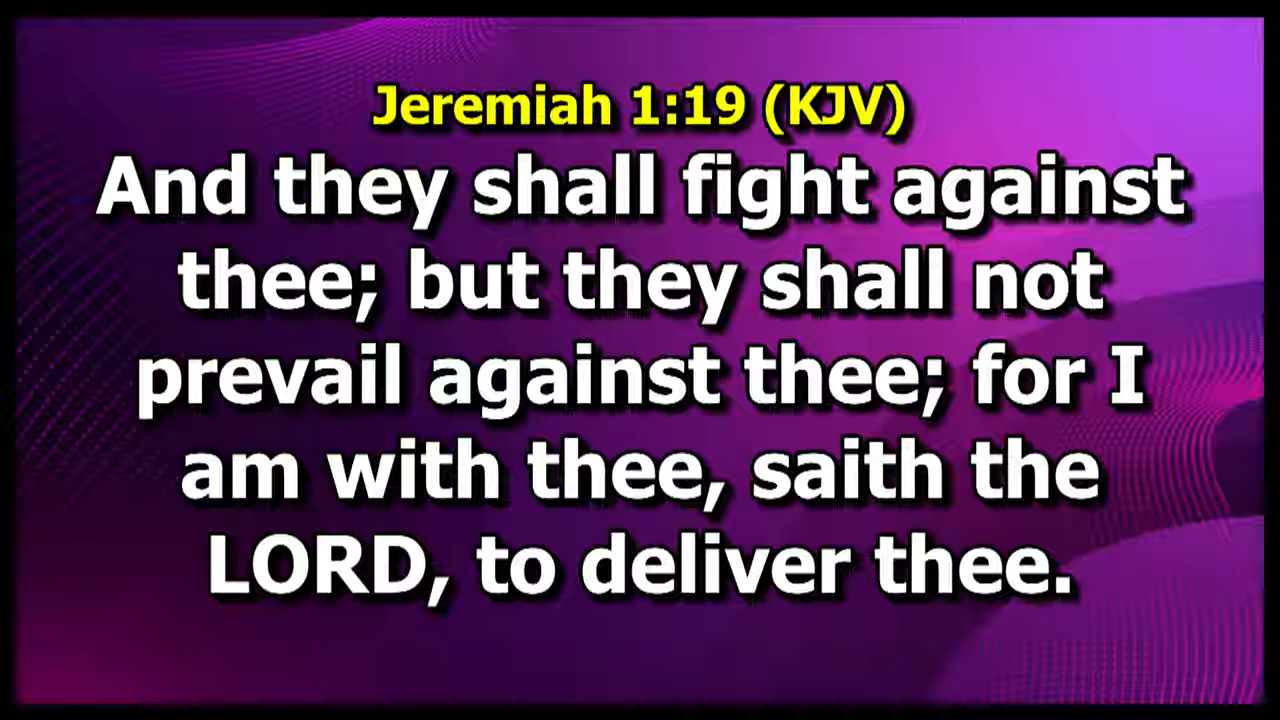 Jeremiah 1:19 (KJV)
And they shall fight against
thee; but they shall not
prevail against thee; for I
am with thee, saith the
LORD, to deliver thee.